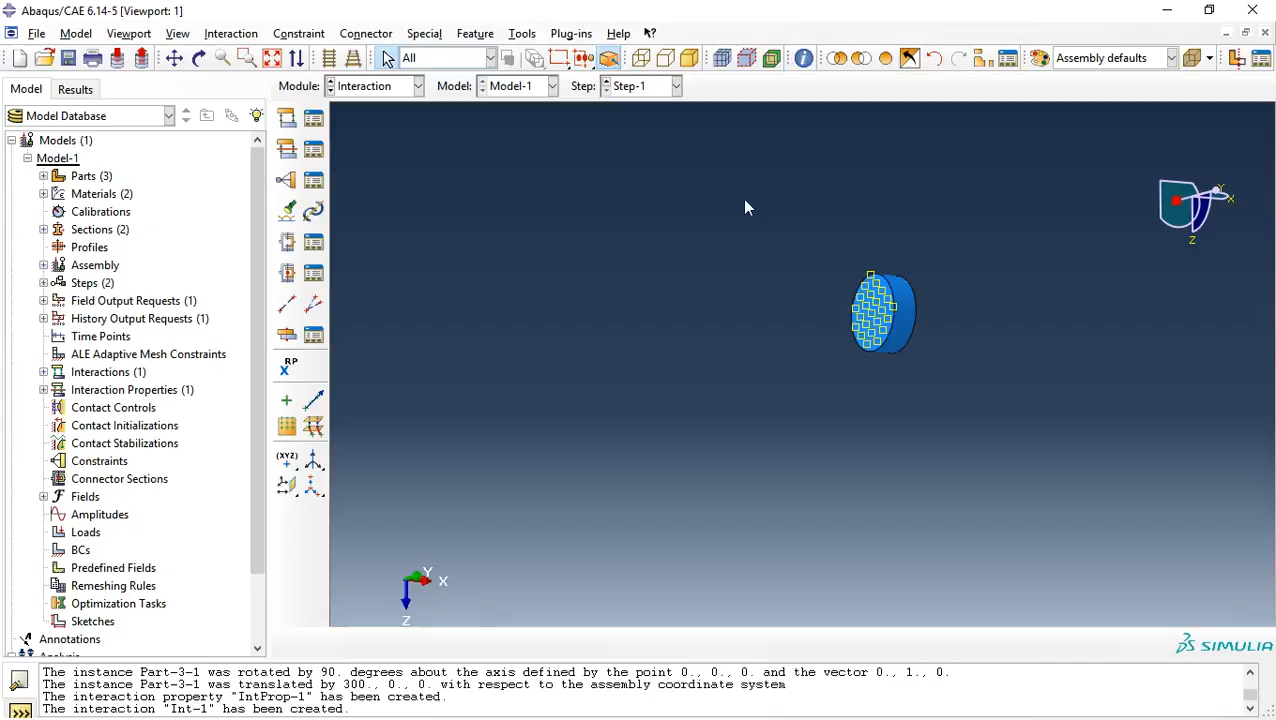 Abaqus/CAE 6.14-5 [Viewport: 1]
File Model Viewport View Interaction Constraint Connector Special Feature Tools Plug-ins Help
All
Assembly defaults
Model Results
Module: Interaction Model: Model-1 Step: Step-1
Model Database
Models (1)
Model-1
Parts (3)
Materials (2)
Calibrations
Sections (2)
Profiles
Assembly
Steps (2)
Field Output Requests (1)
History Output Requests (1)
Time Points
ALE Adaptive Mesh Constraints
Interactions (1)
Interaction Properties (1)
Contact Controls
Contact Initializations
Contact Stabilizations
Constraints
Connector Sections
Fields
Amplitudes
Loads
BCs
Predefined Fields
Remeshing Rules
Optimization Tasks
Sketches
Annotations
RP
(XYZ)
Y
X
Z
Y
X
Z
SIMULIA
The instance Part-3-1 was rotated by 90. degrees about the axis defined by the point 0., 0., 0. and the vector 0., 1., 0.
The instance Part-3-1 was translated by 300., 0., 0. with respect to the assembly coordinate system
The interaction property "IntProp-1" has been created.
The interaction "Int-1" has been created.